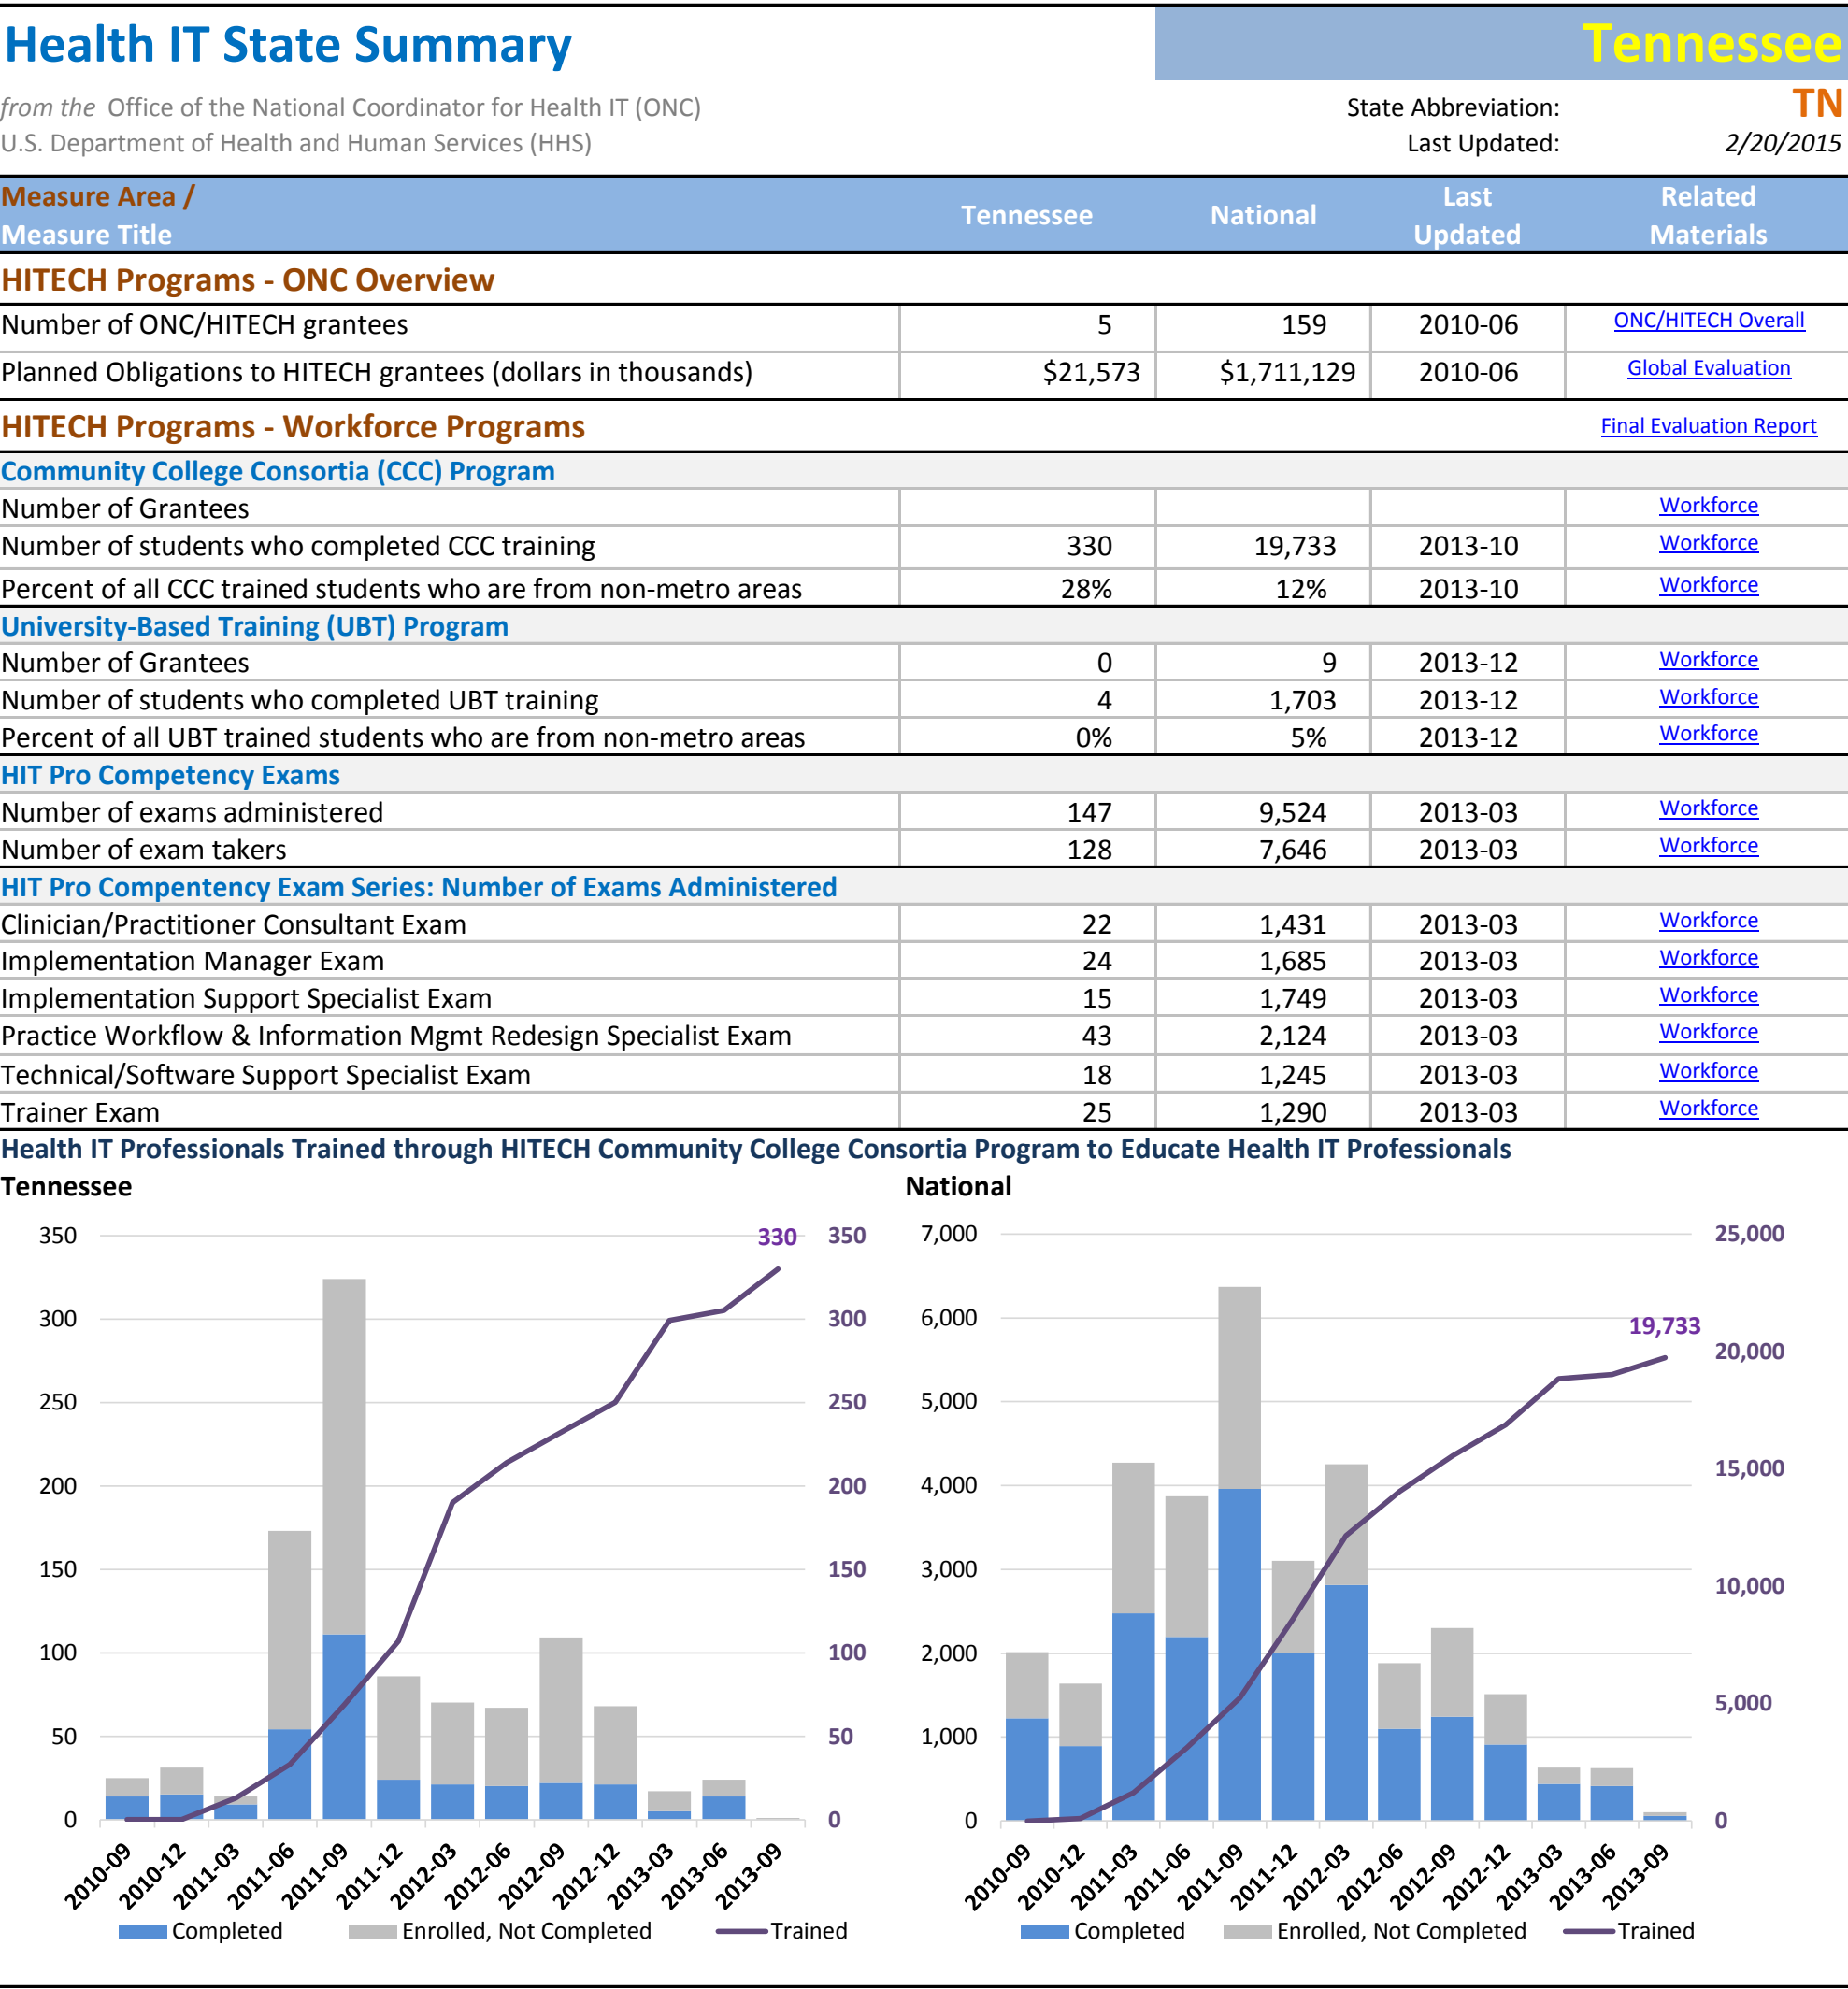 Health IT State Summary Tennessee
from the Office of the National Coordinator for Health IT (ONC) State Abbreviation: TN
U.S. Department of Health and Human Services (HHS) Last Updated: 2/20/2015
Measure Area / Last Related
Tennessee National
Measure Title Updated Materials
HITECH Programs - ONC Overview
Number of ONC/HITECH grantees 5 159 2010-06 ONC/HITECH Overall
Planned Obligations to HITECH grantees (dollars in thousands) $21,573 $1,711,129 2010-06 Global Evaluation
HITECH Programs - Workforce Programs Final Evaluation Report
Community College Consortia (CCC) Program
Number of Grantees Workforce
Number of students who completed CCC training 330 19,733 2013-10 Workforce
Percent of all CCC trained students who are from non-metro areas 28% 12% 2013-10 Workforce
University-Based Training (UBT) Program
Number of Grantees 0 9 2013-12 Workforce
Number of students who completed UBT training 4 1,703 2013-12 Workforce
Percent of all UBT trained students who are from non-metro areas 0% 5% 2013-12 Workforce
HIT Pro Competency Exams
Number of exams administered 147 9,524 2013-03 Workforce
Number of exam takers 128 7,646 2013-03 Workforce
HIT Pro Compentency Exam Series: Number of Exams Administered
Clinician/Practitioner Consultant Exam 22 1,431 2013-03 Workforce
Implementation Manager Exam 24 1,685 2013-03 Workforce
Implementation Support Specialist Exam 15 1,749 2013-03 Workforce
Practice Workflow & Information Mgmt Redesign Specialist Exam 43 2,124 2013-03 Workforce
Technical/Software Support Specialist Exam 18 1,245 2013-03 Workforce
Trainer Exam 25 1,290 2013-03 Workforce
Health IT Professionals Trained through HITECH Community College Consortia Program to Educate Health IT Professionals
Tennessee
350 330 350
300 300
250 250
200 200
150 150
100 100
50 50
0 0
2010-09 2010-12 2011-03 2011-06 2011-09 2011-12 2012-03 2012-06 2012-09 2012-12 2013-03 2013-06 2013-09
Completed Enrolled, Not Completed Trained
National
7,000 25,000
6,000 19,733
20,000
5,000
4,000 15,000
3,000 10,000
2,000
5,000
1,000
0 0
2010-09 2010-12 2011-03 2011-06 2011-09 2011-12 2012-03 2012-06 2012-09 2012-12 2013-03 2013-06 2013-09
Completed Enrolled, Not Completed Trained